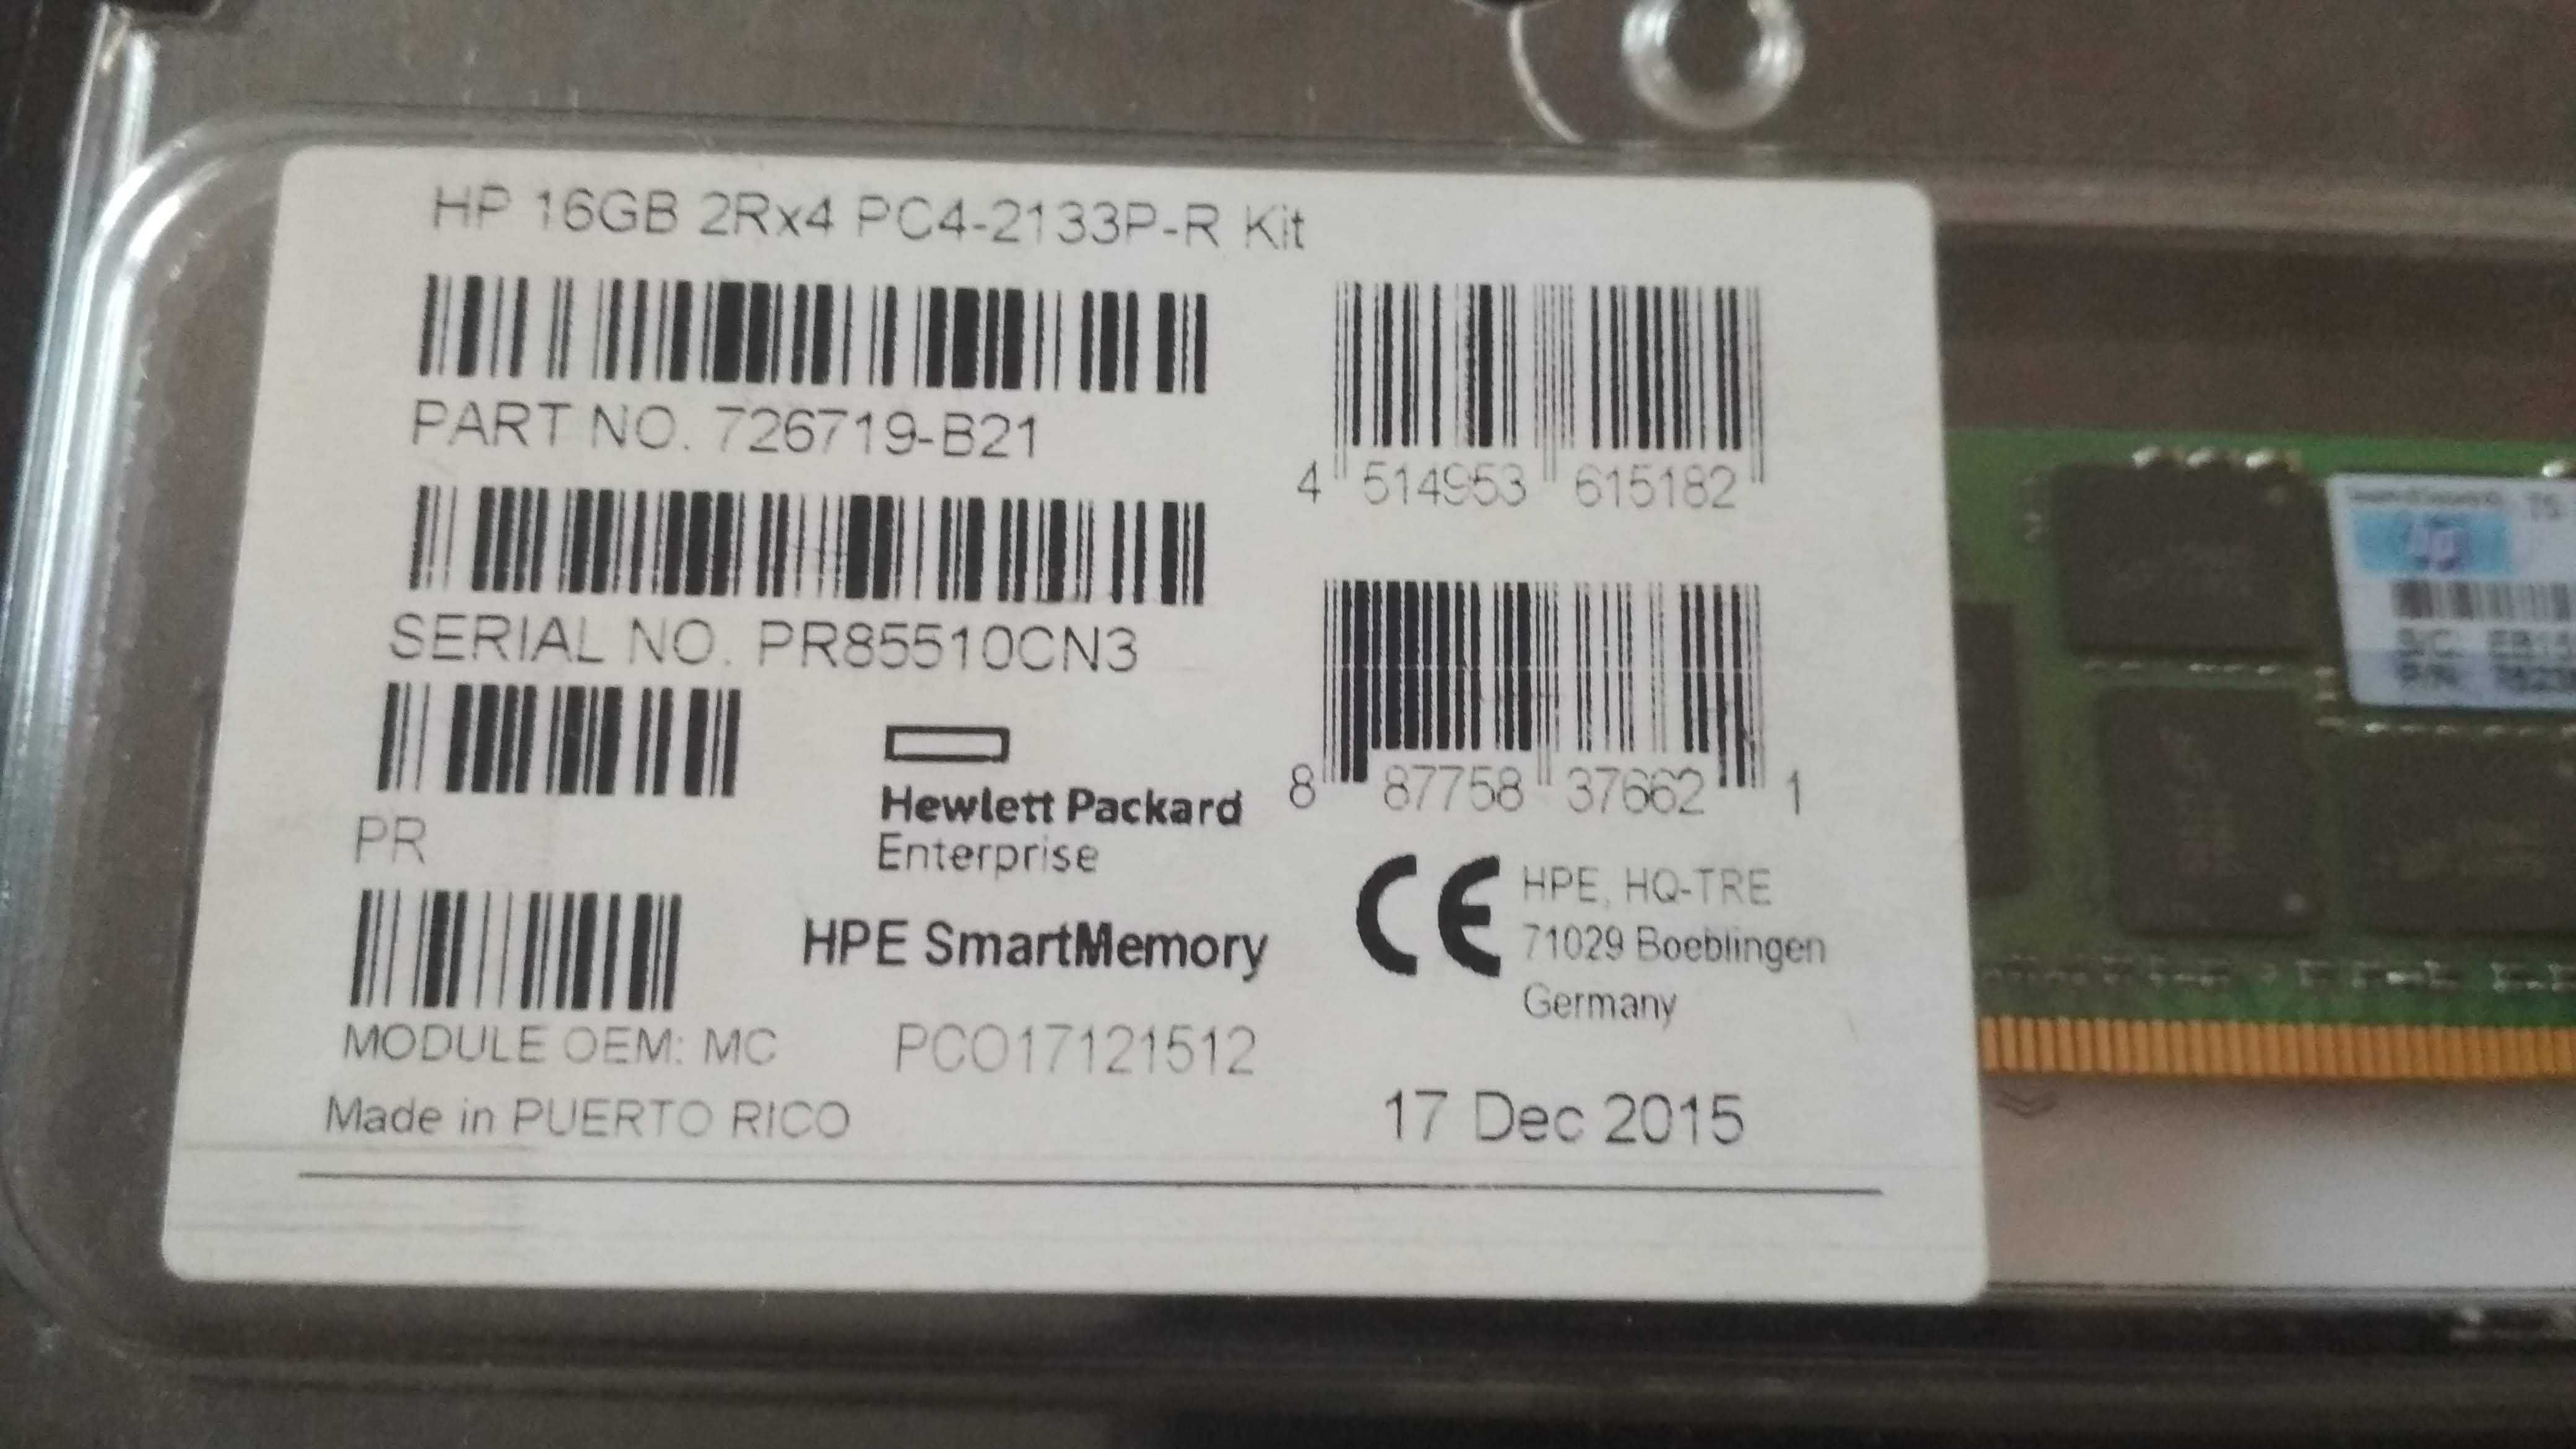 HP 16GB 2Rx4 PC4-2133P-R Kit
PART NO. 726719-B21
4 514953 615182
SERIAL NO. PR85510CN3
8 87758 37662 1
PR
Hewlett Packard
Enterprise
HPE SmartMemory
CE
HPE, HQ-TRE
71029 Boeblingen
Germany
MODULE OEM: MC
PCO17121512
Made in PUERTO RICO
17 Dec 2015
hp